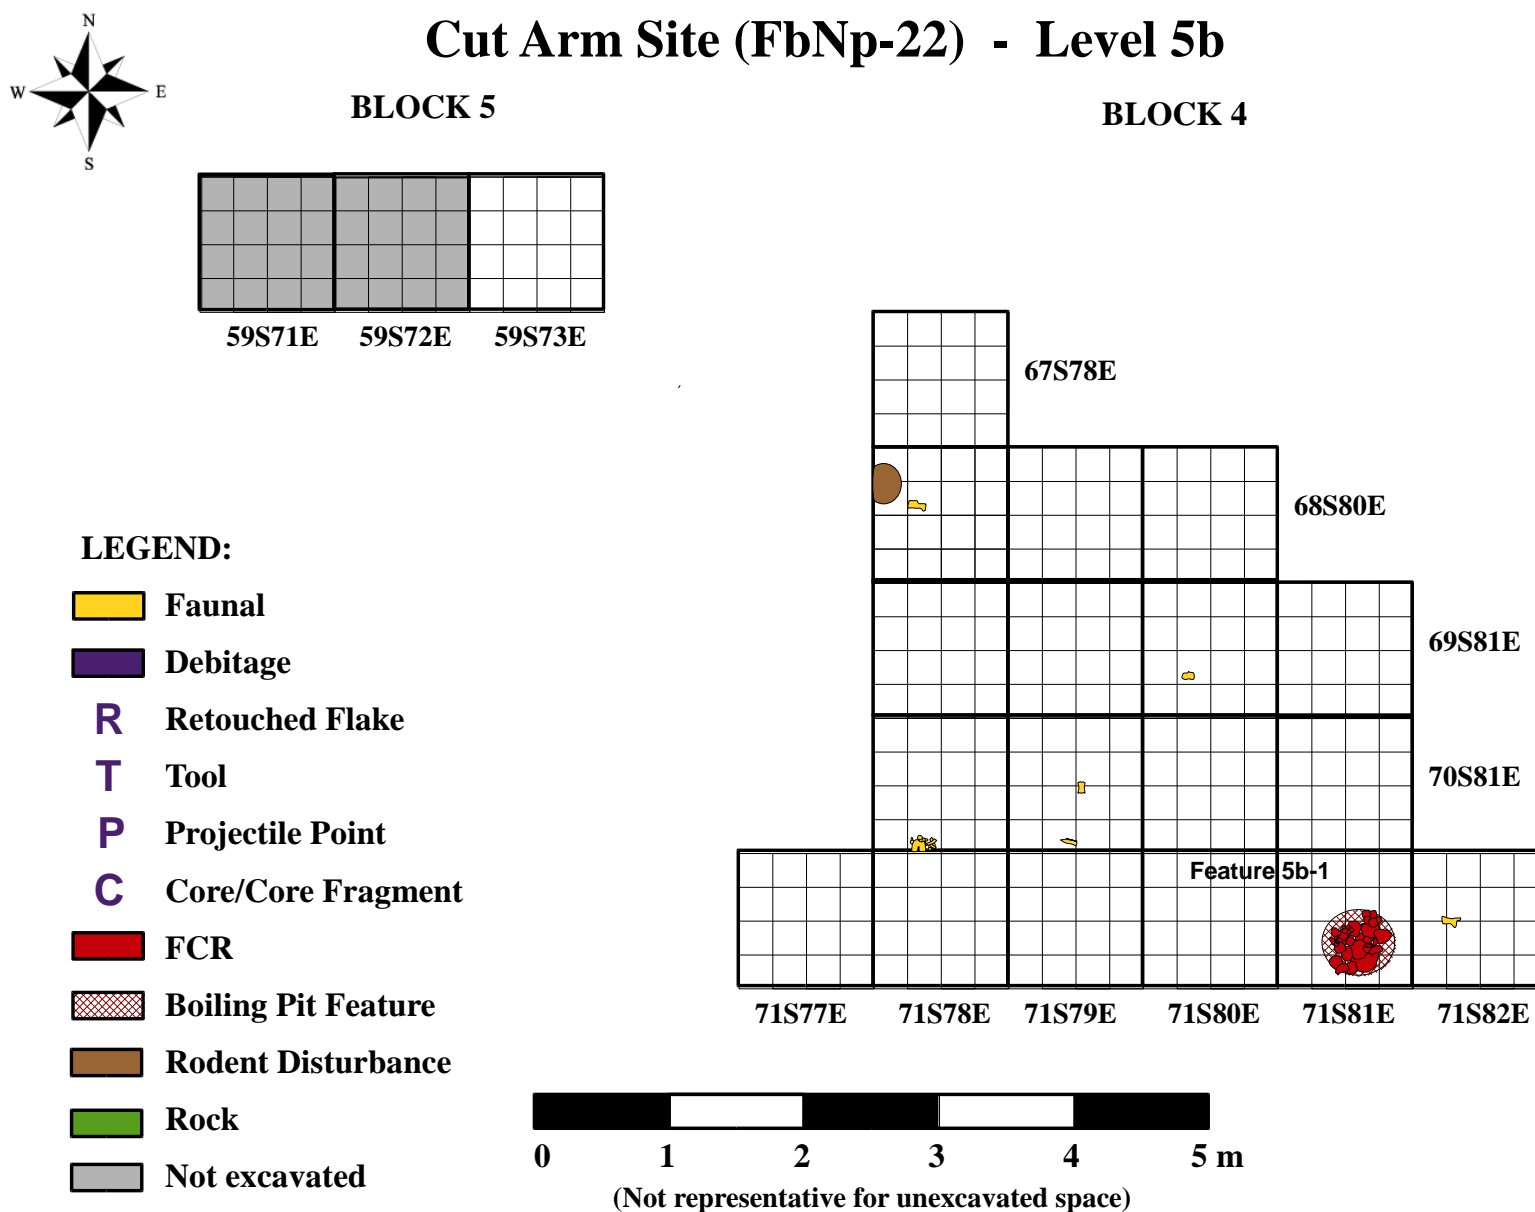 Cut Arm Site (FbNp-22) - Level 5b
N
W E
S
BLOCK 5
BLOCK 4
59S71E 59S72E 59S73E
67S78E
68S80E
69S81E
70S81E
Feature 5b-1
71S77E 71S78E 71S79E 71S80E 71S81E 71S82E
LEGEND:
Faunal
Debitage
R Retouched Flake
T Tool
P Projectile Point
C Core/Core Fragment
FCR
Boiling Pit Feature
Rodent Disturbance
Rock
Not excavated
0 1 2 3 4 5 m
(Not representative for unexcavated space)